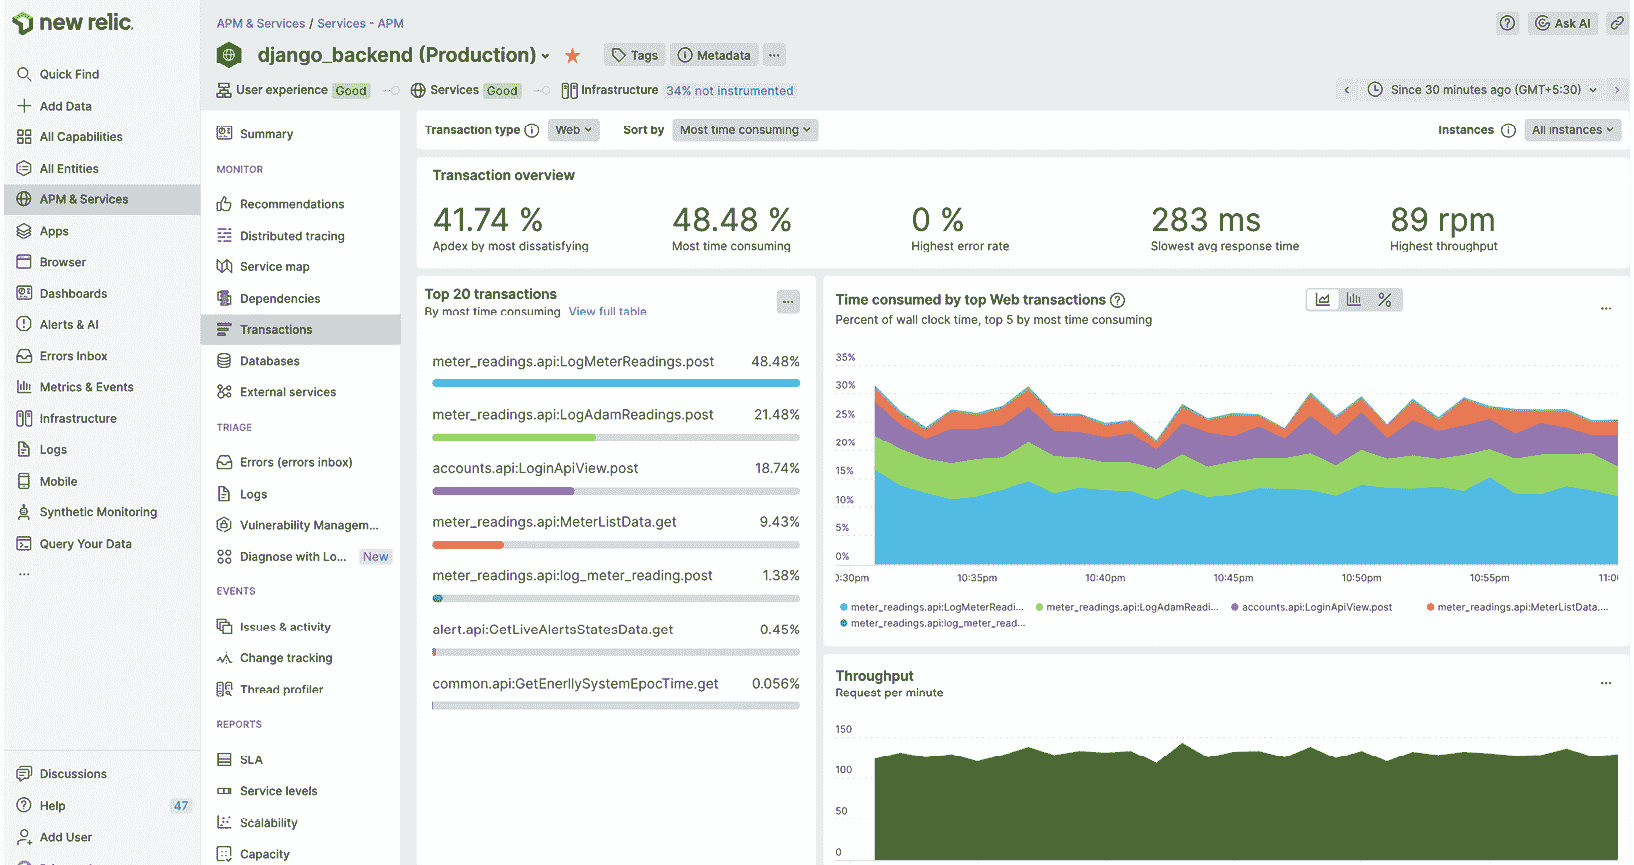 new relic.
Quick Find
Add Data
All Capabilities
All Entities
APM & Services
Apps
Browser
Dashboards
Alerts & AI
Errors Inbox
Metrics & Events
Infrastructure
Logs
Mobile
Synthetic Monitoring
Query Your Data
...
Discussions
Help 47
Add User
APM & Services / Services - APM
Ask AI
django_backend (Production)
Tags
Metadata
...
User experience Good
Services Good
Infrastructure 34% not instrumented
Since 30 minutes ago (GMT+5:30)
Summary
MONITOR
Recommendations
Distributed tracing
Service map
Dependencies
Transactions
Databases
External services
TRIAGE
Errors (errors inbox)
Logs
Vulnerability Managem...
Diagnose with Lo... New
EVENTS
Issues & activity
Change tracking
Thread profiler
REPORTS
SLA
Service levels
Scalability
Capacity
Transaction type Web
Sort by Most time consuming
Instances All instances
Transaction overview
41.74 %
Apdex by most dissatisfying
48.48 %
Most time consuming
0 %
Highest error rate
283 ms
Slowest avg response time
89 rpm
Highest throughput
Top 20 transactions
By most time consuming View full table
...
meter_readings.api:LogMeterReadings.post 48.48%
meter_readings.api:LogAdamReadings.post 21.48%
accounts.api:LoginApiView.post 18.74%
meter_readings.api:MeterListData.get 9.43%
meter_readings.api:log_meter_reading.post 1.38%
alert.api:GetLiveAlertsStatesData.get 0.45%
common.api:GetEnerllySystemEpocTime.get 0.056%
Time consumed by top Web transactions
Percent of wall clock time, top 5 by most time consuming
...
35%
30%
25%
20%
15%
10%
5%
0%
0:30pm 10:35pm 10:40pm 10:45pm 10:50pm 10:55pm 11:0
meter_readings.api:LogMeterReadi... meter_readings.api:LogAdamReadi... accounts.api:LoginApiView.post meter_readings.api:MeterListData....
meter_readings.api:log_meter_read...
Throughput
Request per minute
...
150
100
50
0